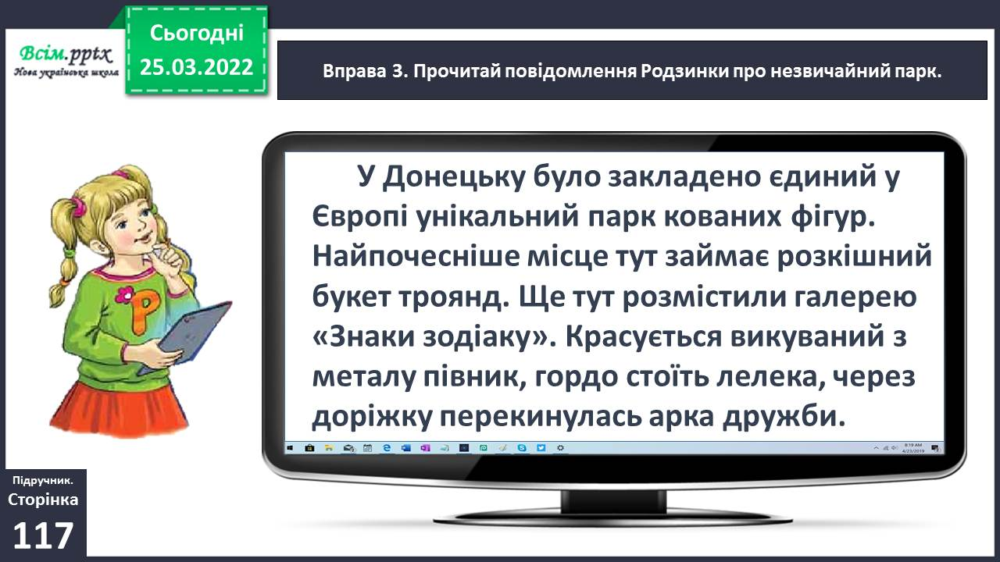 Всім.pptx
Нова українська школа
Сьогодні
25.03.2022
Вправа 3. Прочитай повідомлення Родзинки про незвичайний парк.
У Донецьку було закладено єдиний у
Європі унікальний парк кованих фігур.
Найпочесніше місце тут займає розкішний
букет троянд. Ще тут розмістили галерею
«Знаки зодіаку». Красується викуваний з
металу півник, гордо стоїть лелека, через
доріжку перекинулась арка дружби.
Р
8:19 AM
4/23/2019
Підручник.
Сторінка
117